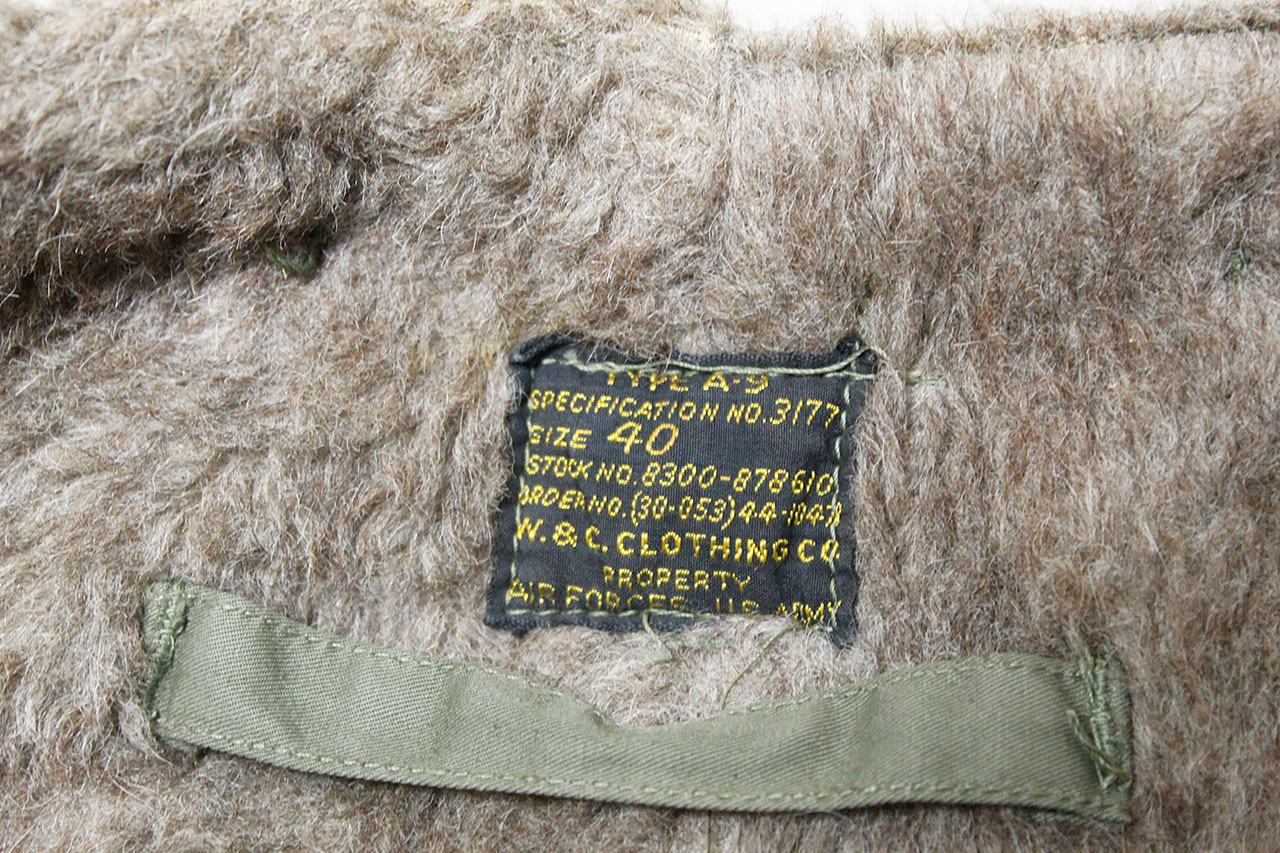 TYPE A-9
SPECIFICATION NO.3177
SIZE 40
STOCK NO. 8300-878610
ORDER NO. (30-053)44-
W. & C. CLOTHING CO.
PROPERTY
AIR FORCES U.S. ARMY